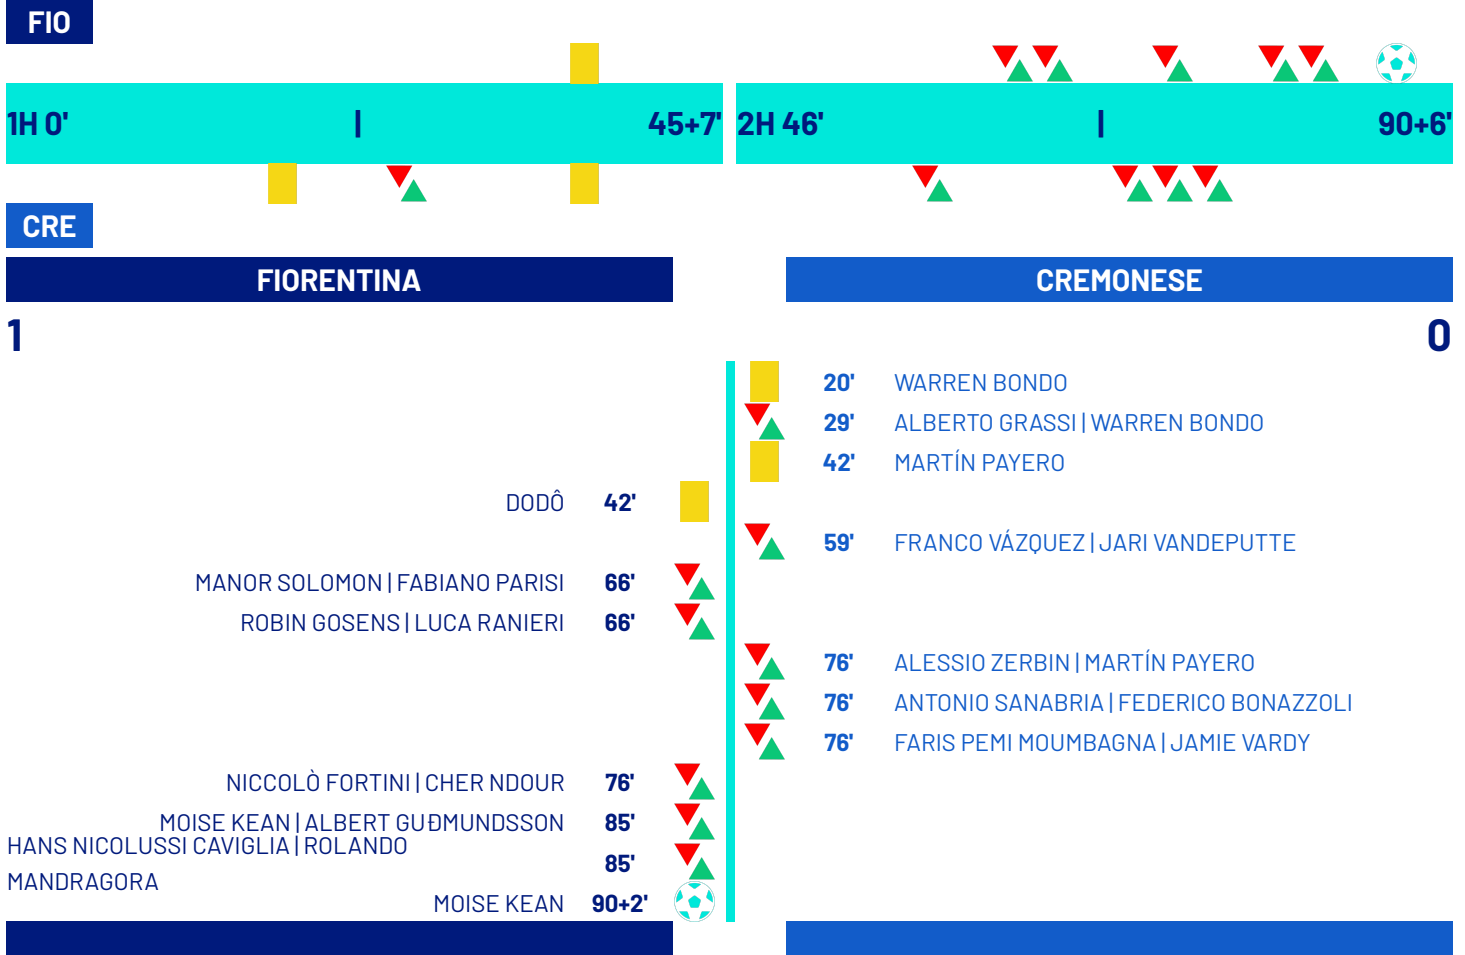 FIO
1H 0' | 45+7' 2H 46' | 90+6'
CRE
FIORENTINA CREMONESE
1 0
20' WARREN BONDO
29' ALBERTO GRASSI | WARREN BONDO
42' MARTÍN PAYERO
DODÔ 42'
59' FRANCO VÁZQUEZ | JARI VANDEPUTTE
MANOR SOLOMON | FABIANO PARISI 66'
ROBIN GOSENS | LUCA RANIERI 66'
76' ALESSIO ZERBIN | MARTÍN PAYERO
76' ANTONIO SANABRIA | FEDERICO BONAZZOLI
76' FARIS PEMI MOUMBAGNA | JAMIE VARDY
NICCOLÒ FORTINI | CHER NDOUR 76'
MOISE KEAN | ALBERT GUÐMUNDSSON 85'
HANS NICOLUSSI CAVIGLIA | ROLANDO
MANDRAGORA 85'
MOISE KEAN 90+2'